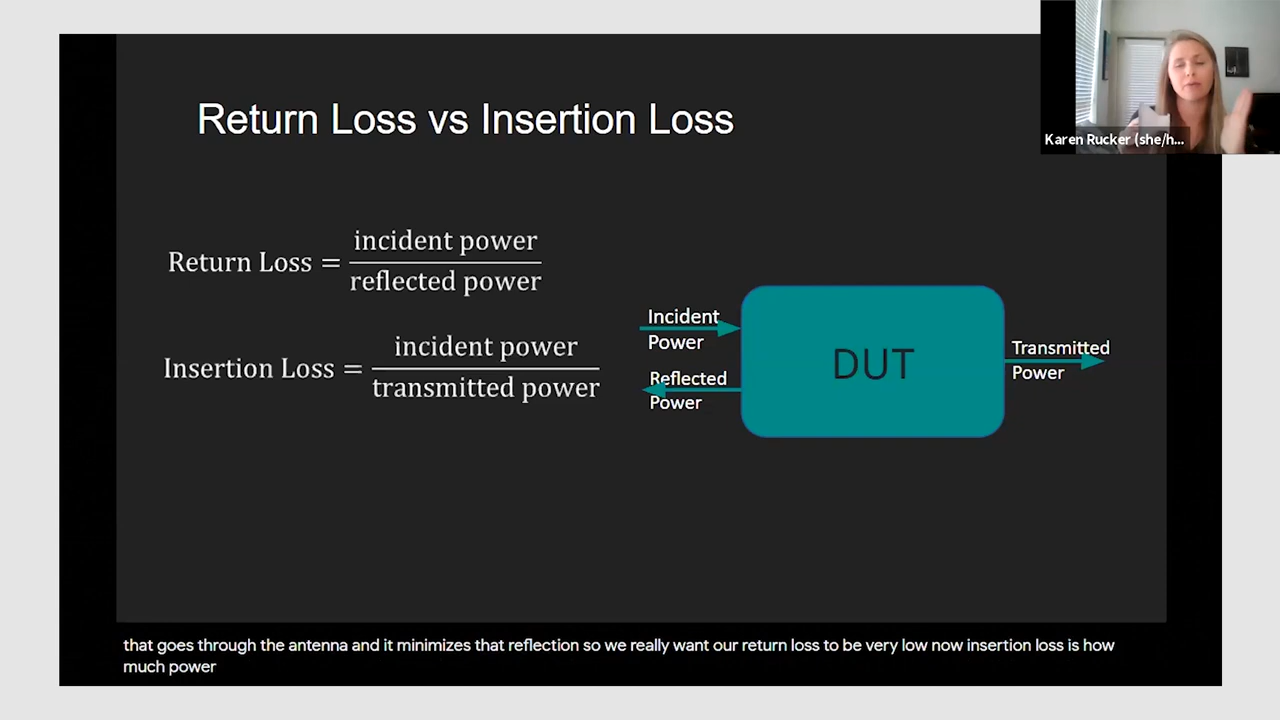 Return Loss vs Insertion Loss
Karen Rucker (she/h...
Return Loss = incident power / reflected power
Insertion Loss = incident power / transmitted power
Incident
Power
Reflected
Power
DUT
Transmitted
Power
that goes through the antenna and it minimizes that reflection so we really want our return loss to be very low now insertion loss is how
much power